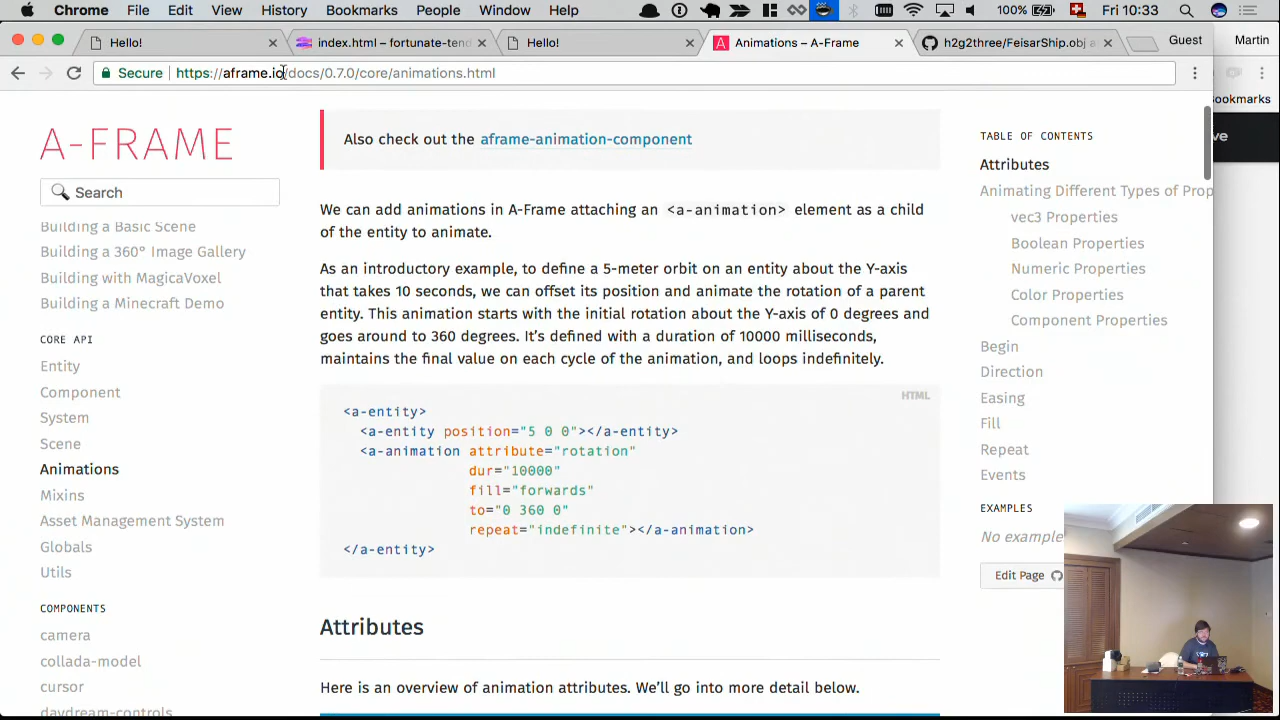 Chrome File Edit View History Bookmarks People Window Help 100% Fri 10:33
Hello! index.html – fortunate-tend Hello! Animations – A-Frame h2g2three/FeisarShip.obj a Guest Martin
Secure https://aframe.io/docs/0.7.0/core/animations.html
ookmarks
ve
A-FRAME
Search
Building a Basic Scene
Building a 360° Image Gallery
Building with MagicaVoxel
Building a Minecraft Demo
CORE API
Entity
Component
System
Scene
Animations
Mixins
Asset Management System
Globals
Utils
COMPONENTS
camera
collada-model
cursor
daydream-controls
Also check out the aframe-animation-component
We can add animations in A-Frame attaching an <a-animation> element as a child
of the entity to animate.
As an introductory example, to define a 5-meter orbit on an entity about the Y-axis
that takes 10 seconds, we can offset its position and animate the rotation of a parent
entity. This animation starts with the initial rotation about the Y-axis of 0 degrees and
goes around to 360 degrees. It’s defined with a duration of 10000 milliseconds,
maintains the final value on each cycle of the animation, and loops indefinitely.
HTML
<a-entity>
<a-entity position="5 0 0"></a-entity>
<a-animation attribute="rotation"
dur="10000"
fill="forwards"
to="0 360 0"
repeat="indefinite"></a-animation>
</a-entity>
Attributes
Here is an overview of animation attributes. We’ll go into more detail below.
TABLE OF CONTENTS
Attributes
Animating Different Types of Prop
vec3 Properties
Boolean Properties
Numeric Properties
Color Properties
Component Properties
Begin
Direction
Easing
Fill
Repeat
Events
EXAMPLES
No example
Edit Page